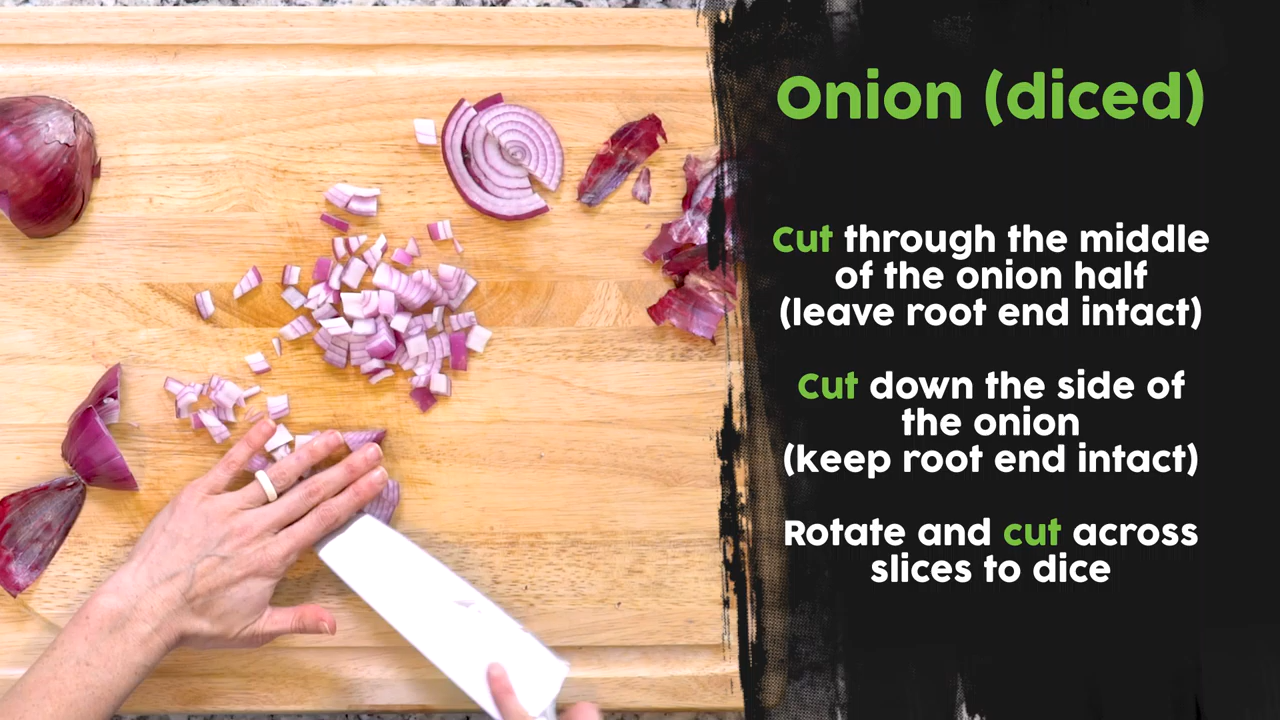 Onion (diced)
Cut through the middle
of the onion half
(leave root end intact)
Cut down the side of
the onion
(keep root end intact)
Rotate and cut across
slices to dice